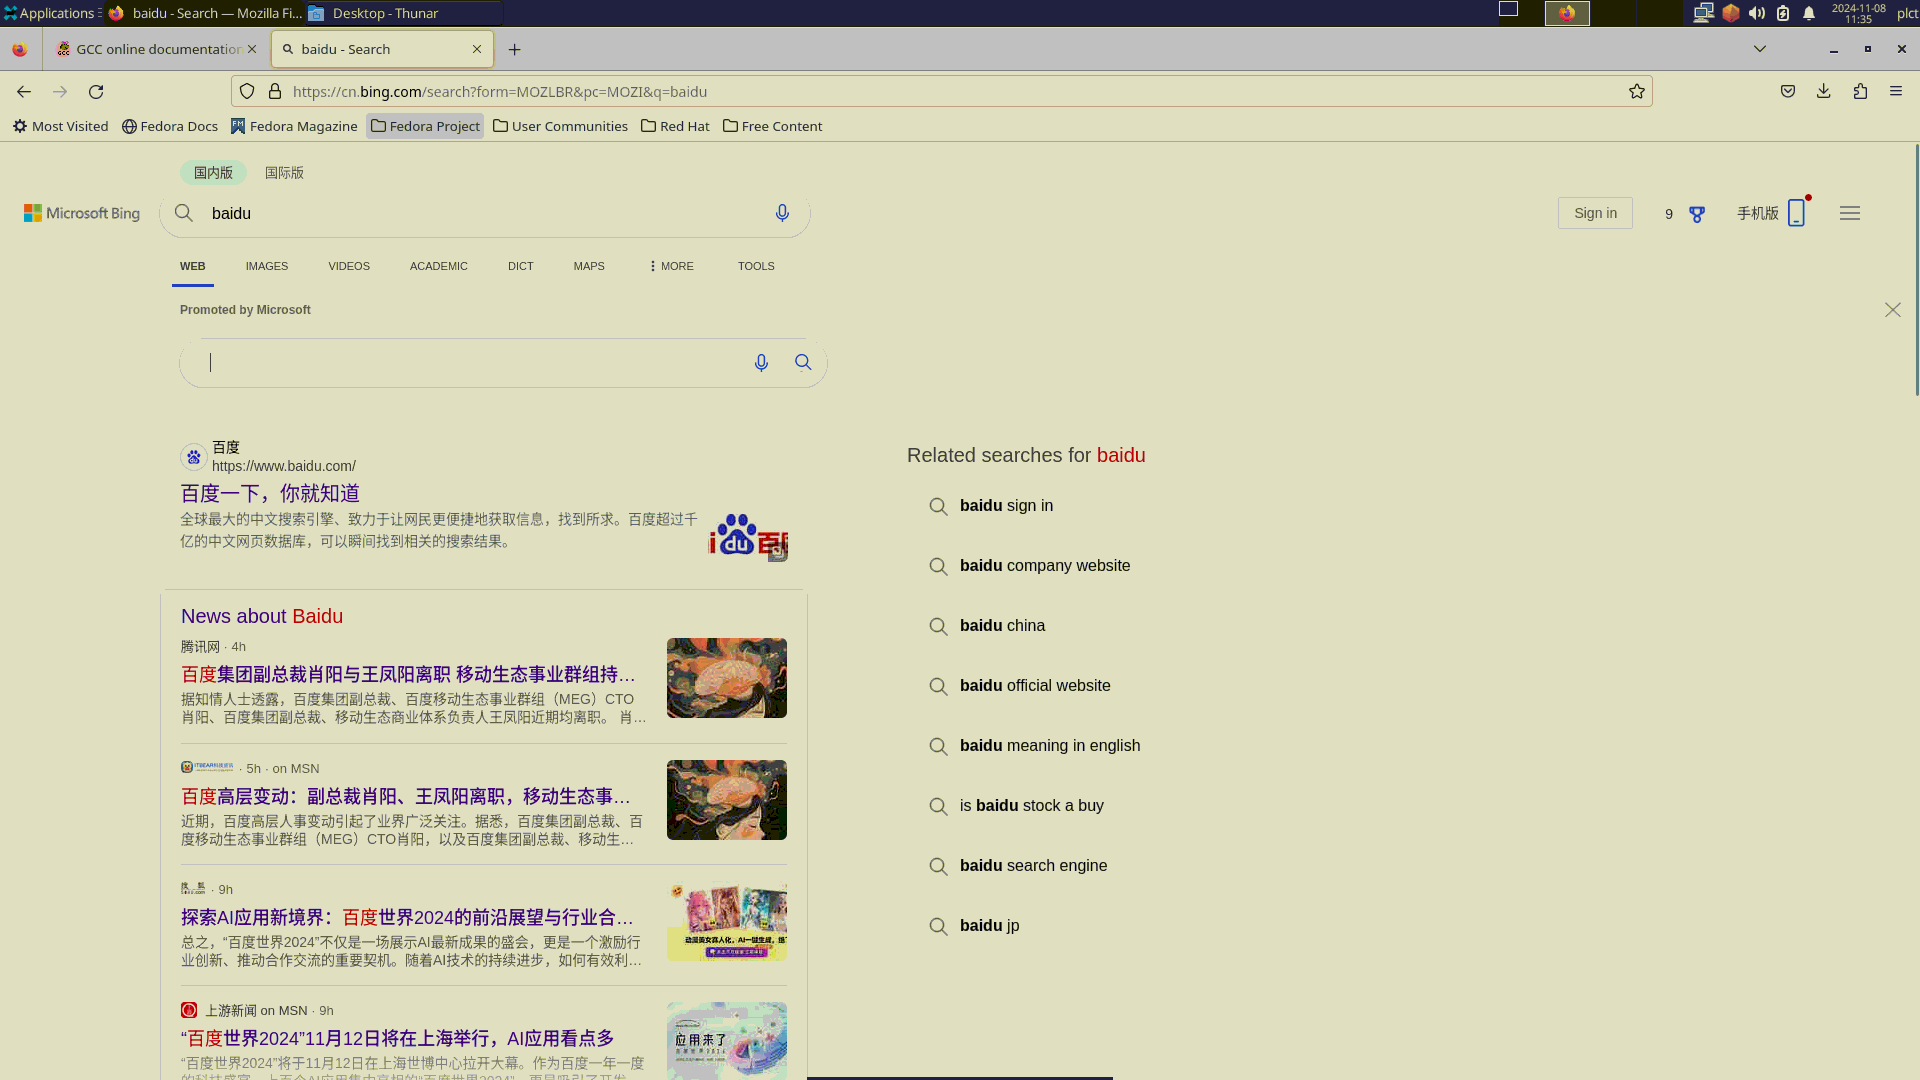 Applications
baidu - Search — Mozilla Fi...
Desktop - Thunar
2024-11-08
11:35
plct
GCC online documentation
baidu - Search
https://cn.bing.com/search?form=MOZLBR&pc=MOZI&q=baidu
Most Visited
Fedora Docs
Fedora Magazine
Fedora Project
User Communities
Red Hat
Free Content
国内版
国际版
Microsoft Bing
baidu
Sign in
9
手机版
WEB
IMAGES
VIDEOS
ACADEMIC
DICT
MAPS
MORE
TOOLS
Promoted by Microsoft
百度
https://www.baidu.com/
百度一下，你就知道
全球最大的中文搜索引擎、致力于让网民更便捷地获取信息，找到所求。百度超过千
亿的中文网页数据库，可以瞬间找到相关的搜索结果。
News about Baidu
腾讯网 · 4h
百度集团副总裁肖阳与王凤阳离职 移动生态事业群组持…
据知情人士透露，百度集团副总裁、百度移动生态事业群组（MEG）CTO
肖阳、百度集团副总裁、移动生态商业体系负责人王凤阳近期均离职。 肖…
· 5h · on MSN
百度高层变动：副总裁肖阳、王凤阳离职，移动生态事…
近期，百度高层人事变动引起了业界广泛关注。据悉，百度集团副总裁、百
度移动生态事业群组（MEG）CTO肖阳，以及百度集团副总裁、移动生…
· 9h
探索AI应用新境界：百度世界2024的前沿展望与行业合…
总之，“百度世界2024”不仅是一场展示AI最新成果的盛会，更是一个激励行
业创新、推动合作交流的重要契机。随着AI技术的持续进步，如何有效利…
上游新闻 on MSN · 9h
“百度世界2024”11月12日将在上海举行，AI应用看点多
“百度世界2024”将于11月12日在上海世博中心拉开大幕。作为百度一年一度
应用来了
Related searches for baidu
baidu sign in
baidu company website
baidu china
baidu official website
baidu meaning in english
is baidu stock a buy
baidu search engine
baidu jp